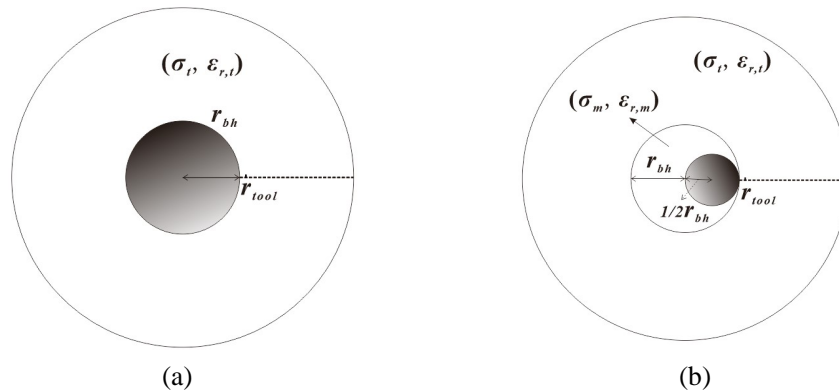 (σt, εr,t)
rbh
rtool
(a)
(σt, εr,t)
(σm, εr,m)
rbh
1/2rbh
rtool
(b)